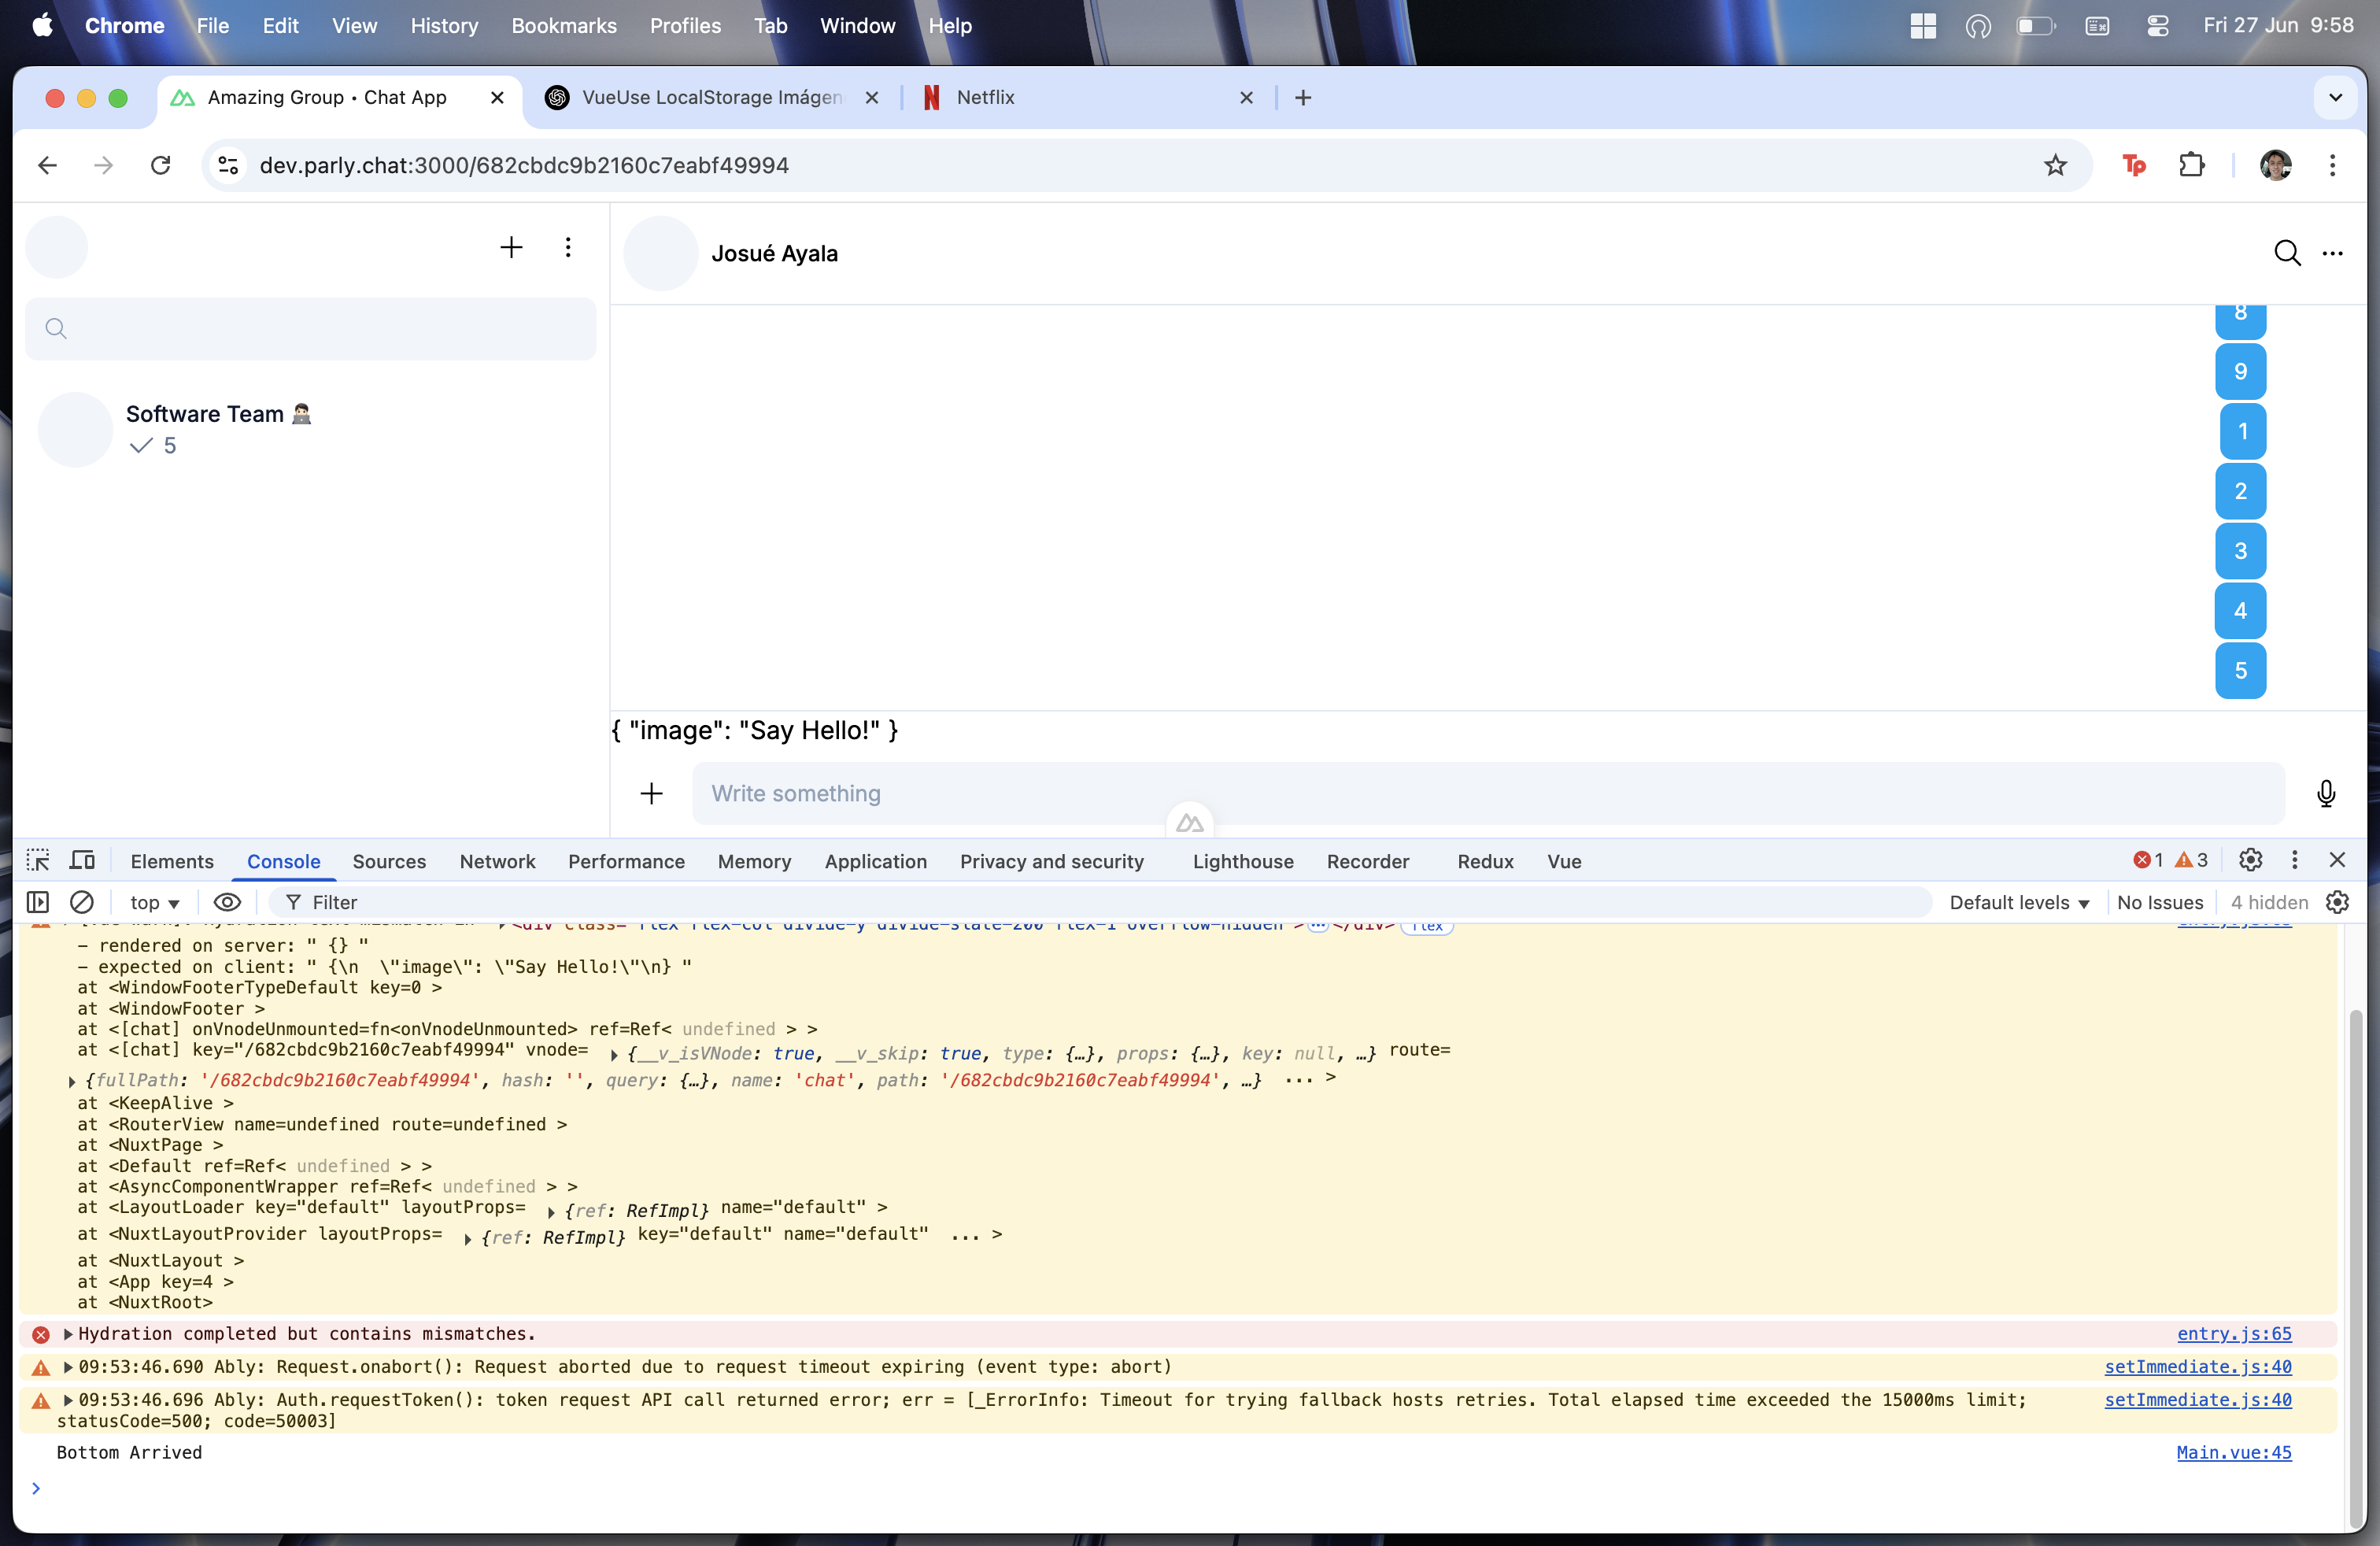 Chrome File Edit View History Bookmarks Profiles Tab Window Help Fri 27 Jun 9:58
Amazing Group • Chat App VueUse LocalStorage Imágen Netflix
dev.parly.chat:3000/682cbdc9b2160c7eabf49994 Tp
Josué Ayala
Software Team
5
8
9
1
2
3
4
5
{ "image": "Say Hello!" }
Write something
Elements Console Sources Network Performance Memory Application Privacy and security Lighthouse Recorder Redux Vue 1 3
top Filter Default levels No Issues 4 hidden
<div class="flex flex-col divide-y divide-slate-200 flex-1 overflow-hidden">…</div> flex
- rendered on server: " {} "
- expected on client: " {\n  \"image\": \"Say Hello!\"\n} "
at <WindowFooterTypeDefault key=0 >
at <WindowFooter >
at <[chat] onVnodeUnmounted=fn<onVnodeUnmounted> ref=Ref< undefined > >
at <[chat] key="/682cbdc9b2160c7eabf49994" vnode= {__v_isVNode: true, __v_skip: true, type: {…}, props: {…}, key: null, …} route=
{fullPath: '/682cbdc9b2160c7eabf49994', hash: '', query: {…}, name: 'chat', path: '/682cbdc9b2160c7eabf49994', …} ... >
at <KeepAlive >
at <RouterView name=undefined route=undefined >
at <NuxtPage >
at <Default ref=Ref< undefined > >
at <AsyncComponentWrapper ref=Ref< undefined > >
at <LayoutLoader key="default" layoutProps= {ref: RefImpl} name="default" >
at <NuxtLayoutProvider layoutProps= {ref: RefImpl} key="default" name="default" ... >
at <NuxtLayout >
at <App key=4 >
at <NuxtRoot>
Hydration completed but contains mismatches. entry.js:65
09:53:46.690 Ably: Request.onabort(): Request aborted due to request timeout expiring (event type: abort) setImmediate.js:40
09:53:46.696 Ably: Auth.requestToken(): token request API call returned error; err = [_ErrorInfo: Timeout for trying fallback hosts retries. Total elapsed time exceeded the 15000ms limit; setImmediate.js:40
statusCode=500; code=50003]
Bottom Arrived Main.vue:45